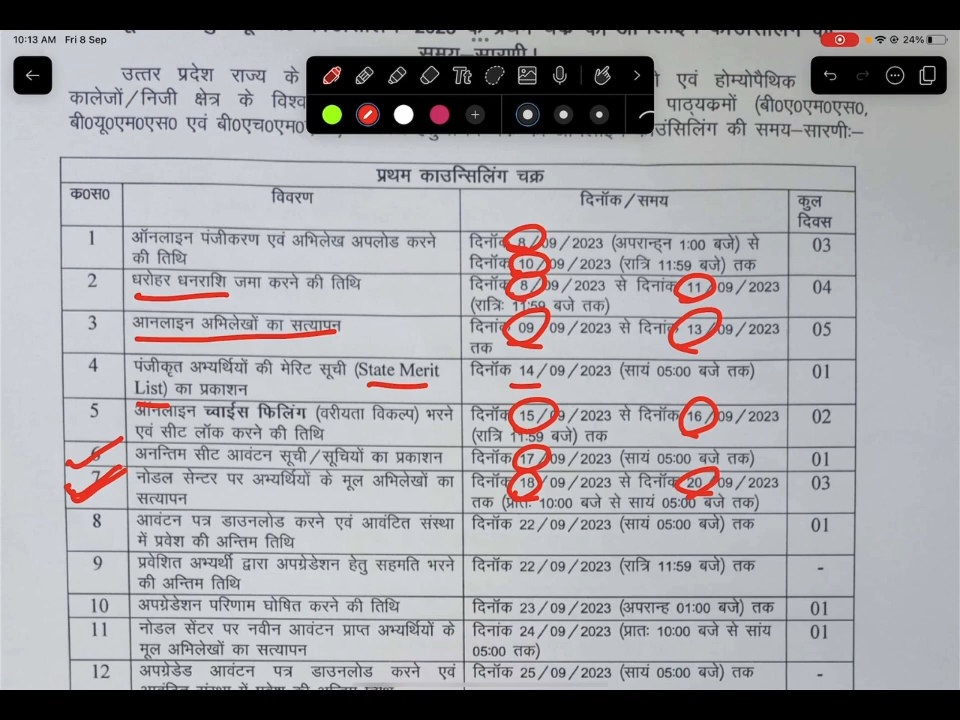 10:13 AM Fri 8 Sep
24%
समय–सारणी।
उत्तर प्रदेश राज्य के
एवं होम्योपैथिक
कालेजों/निजी क्षेत्र के
पाठ्यकमों (बी0ए0एम0एस0,
बी0यू0एम0एस0 एवं
की समय–सारणीः–
Tt
प्रथम काउन्सिलिंग चक्र
क0स0 विवरण दिनॉक/समय कुल
दिवस
1 ऑनलाइन पंजीकरण एवं अभिलेख अपलोड करने दिनॉक 8/09/2023 (अपरान्ह्न 1:00 बजे) से 03
की तिथि दिनॉक 10/09/2023 (रात्रि 11:59 बजे) तक
2 धरोहर धनराशि जमा करने की तिथि दिनॉक 8/09/2023 से दिनांक 11/09/2023 04
(रात्रिः 11:59 बजे तक)
3 आनलाइन अभिलेखों का सत्यापन दिनॉक 09/09/2023 से दिनांक 13/09/2023 05
तक
4 पंजीकृत अभ्यर्थियों की मेरिट सूची (State Merit दिनॉक 14/09/2023 (सायं 05:00 बजे तक) 01
List) का प्रकाशन
5 ऑनलाइन च्वाईस फिलिंग (वरीयता विकल्प) भरने दिनॉक 15/09/2023 से दिनॉक 16/09/2023 02
एवं सीट लॉक करने की तिथि (रात्रि 11:59 बजे) तक
6 अनन्तिम सीट आवंटन सूची/सूचियों का प्रकाशन दिनॉक 17/09/2023 (सायं 05:00 बजे) तक 01
7 नोडल सेन्टर पर अभ्यर्थियों के मूल अभिलेखों का दिनॉक 18/09/2023 से दिनॉक 20/09/2023 03
सत्यापन तक (प्रातः 10:00 बजे से सायं 05:00 बजे तक)
8 आवंटन पत्र डाउनलोड करने एवं आवंटित संस्था दिनॉक 22/09/2023 (सायं 05:00 बजे) तक 01
में प्रवेश की अन्तिम तिथि
9 प्रवेशित अभ्यर्थी द्वारा अपग्रेडेशन हेतु सहमति भरने दिनॉक 22/09/2023 (रात्रि 11:59 बजे) तक -
की अन्तिम तिथि
10 अपग्रेडेशन परिणाम घोषित करने की तिथि दिनॉक 23/09/2023 (अपरान्ह 01:00 बजे) तक 01
11 नोडल सेंटर पर नवीन आवंटन प्राप्त अभ्यर्थियों के दिनांक 24/09/2023 (प्रातः 10:00 बजे से सांय 01
मूल अभिलेखों का सत्यापन 05:00 तक)
12 अपग्रेडेड आवंटन पत्र डाउनलोड करने एवं दिनॉक 25/09/2023 (सायं 05:00 बजे) तक -